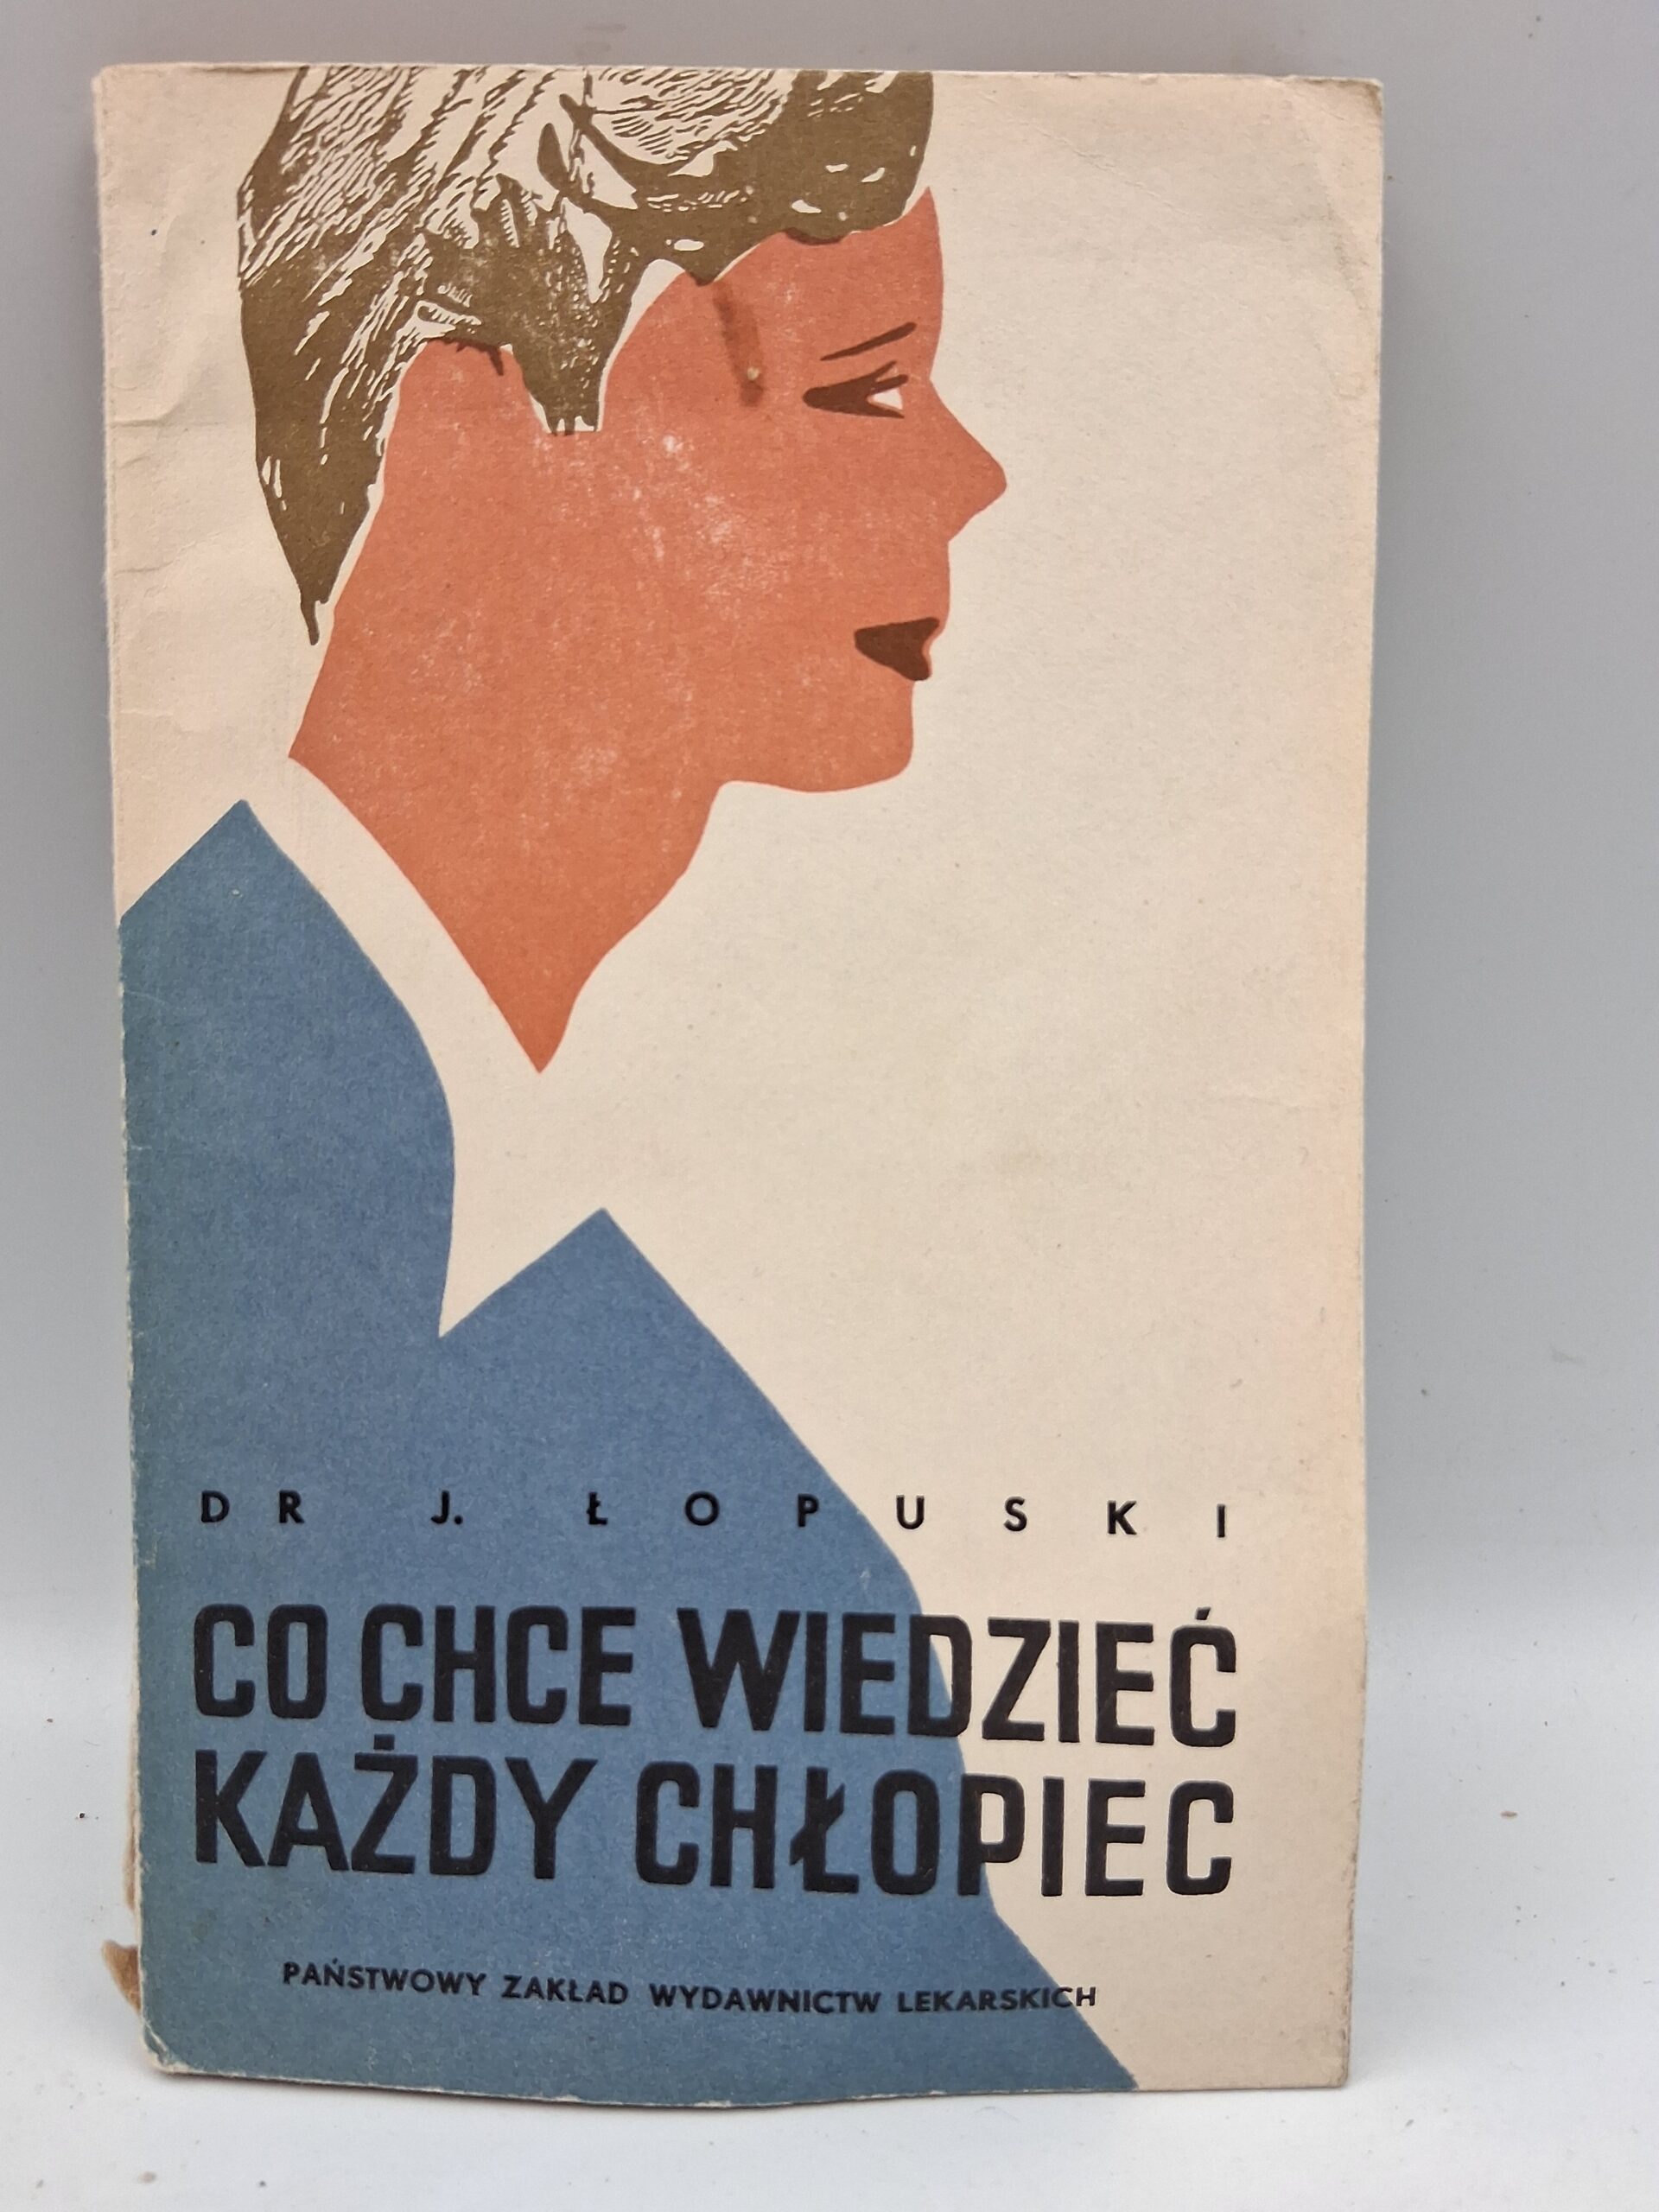 DR J. ŁOPUSKI
CO CHCE WIEDZIEĆ
KAŻDY CHŁOPIEC
PAŃSTWOWY ZAKŁAD WYDAWNICTW LEKARSKICH